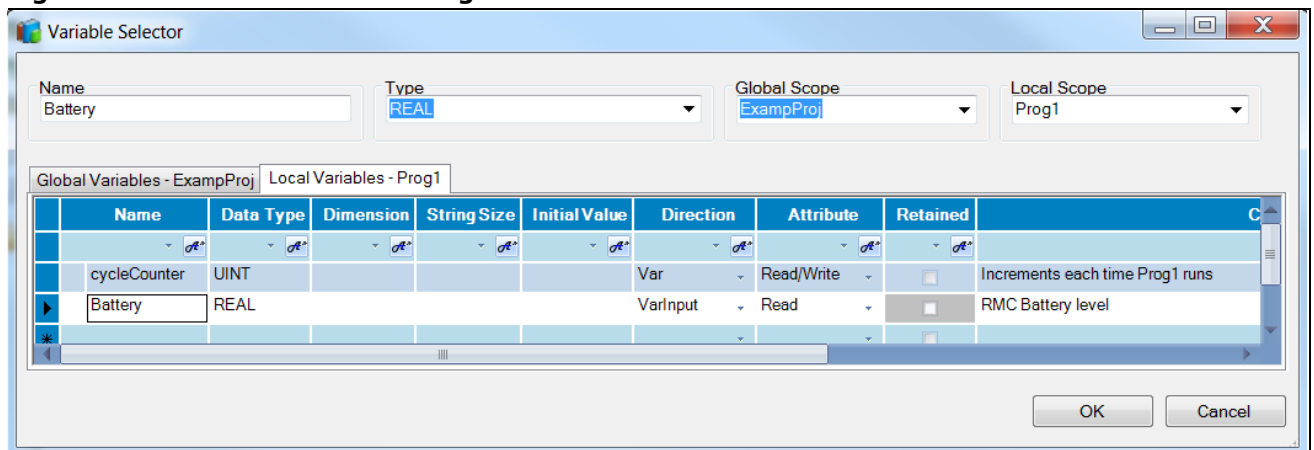 Variable Selector
Name Type Global Scope Local Scope
Battery REAL ExampProj Prog1
Global Variables - ExampProj Local Variables - Prog1
Name Data Type Dimension String Size Initial Value Direction Attribute Retained C
cycleCounter UINT Var Read/Write Increments each time Prog1 runs
Battery REAL VarInput Read RMC Battery level
OK Cancel